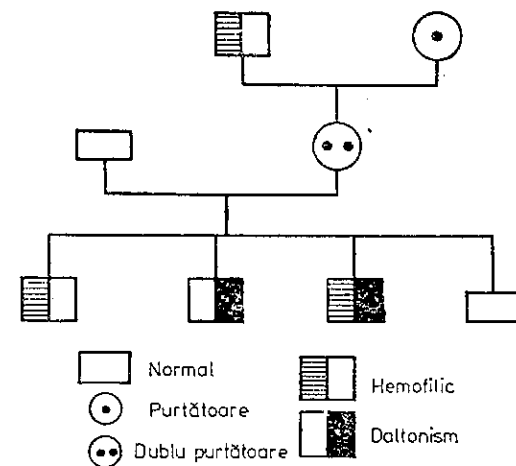 Normal
Purtătoare
Dublu purtătoare
Hemofilic
Daltonism